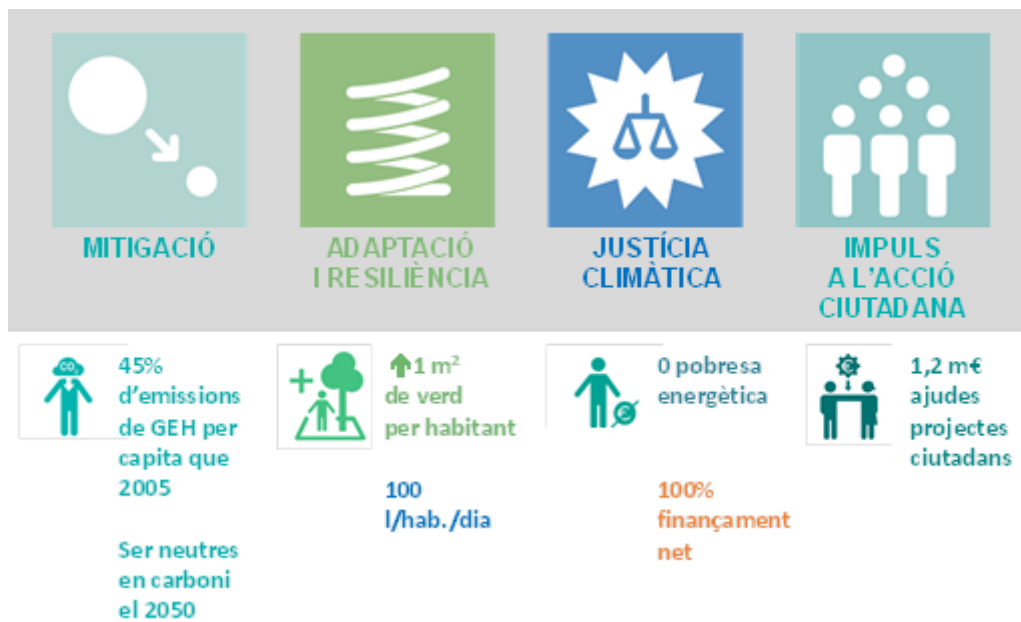 MITIGACIÓ
ADAPTACIÓ
I RESILIÈNCIA
JUSTÍCIA
CLIMÀTICA
IMPULS
A L'ACCIÓ
CIUTADANA
CO₂
45%
d'emissions
de GEH per
capita que
2005
Ser neutres
en carboni
el 2050
1 m²
de verd
per habitant
100
l/hab./dia
0 pobresa
energètica
100%
finançament
net
1,2 m€
ajudes
projectes
ciutadans